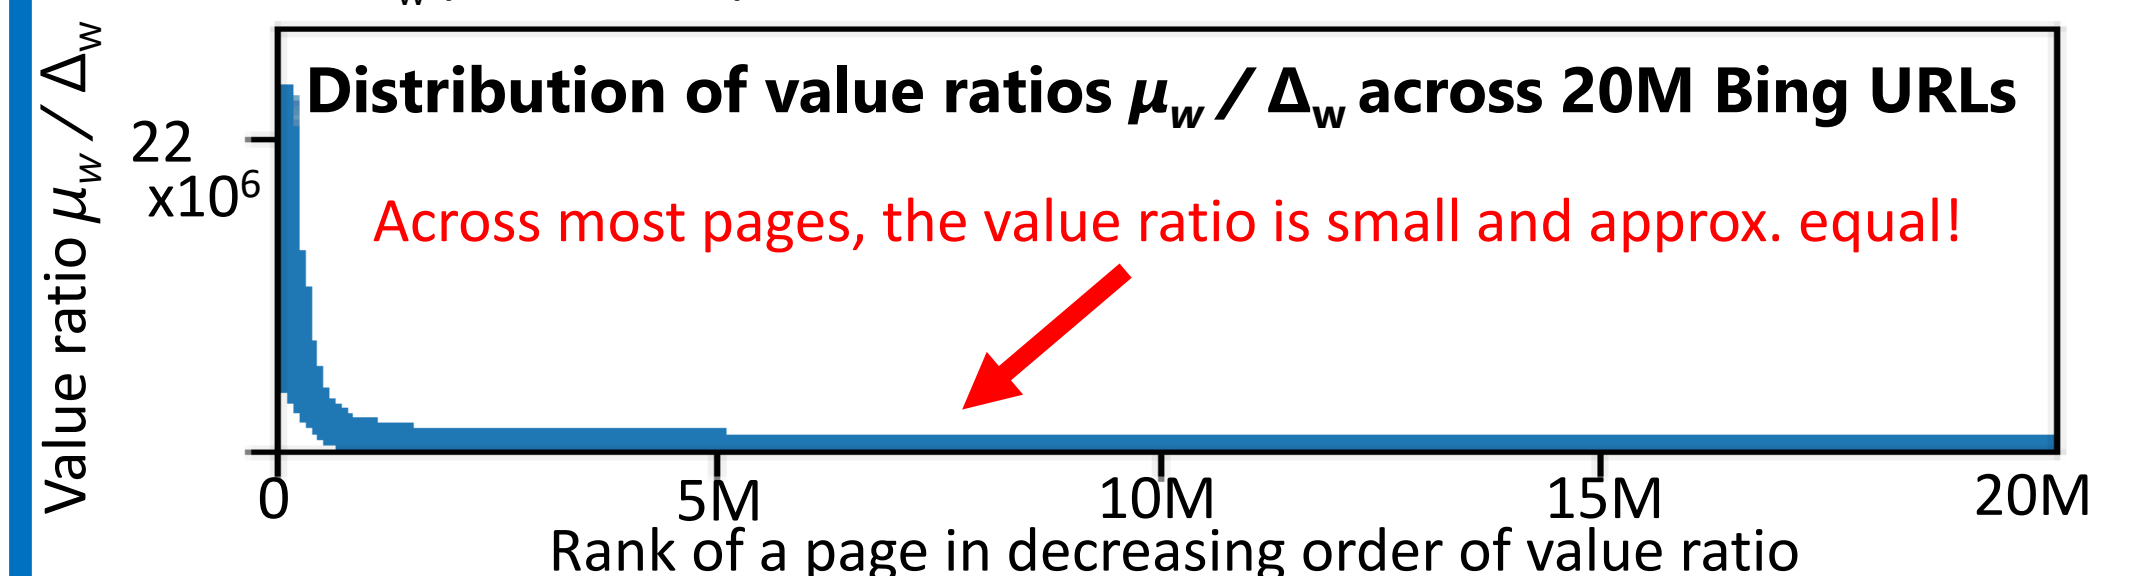 Distribution of value ratios μw / Δw across 20M Bing URLs
Value ratio μw / Δw
22
x10⁶
Across most pages, the value ratio is small and approx. equal!
0 5M 10M 15M 20M
Rank of a page in decreasing order of value ratio